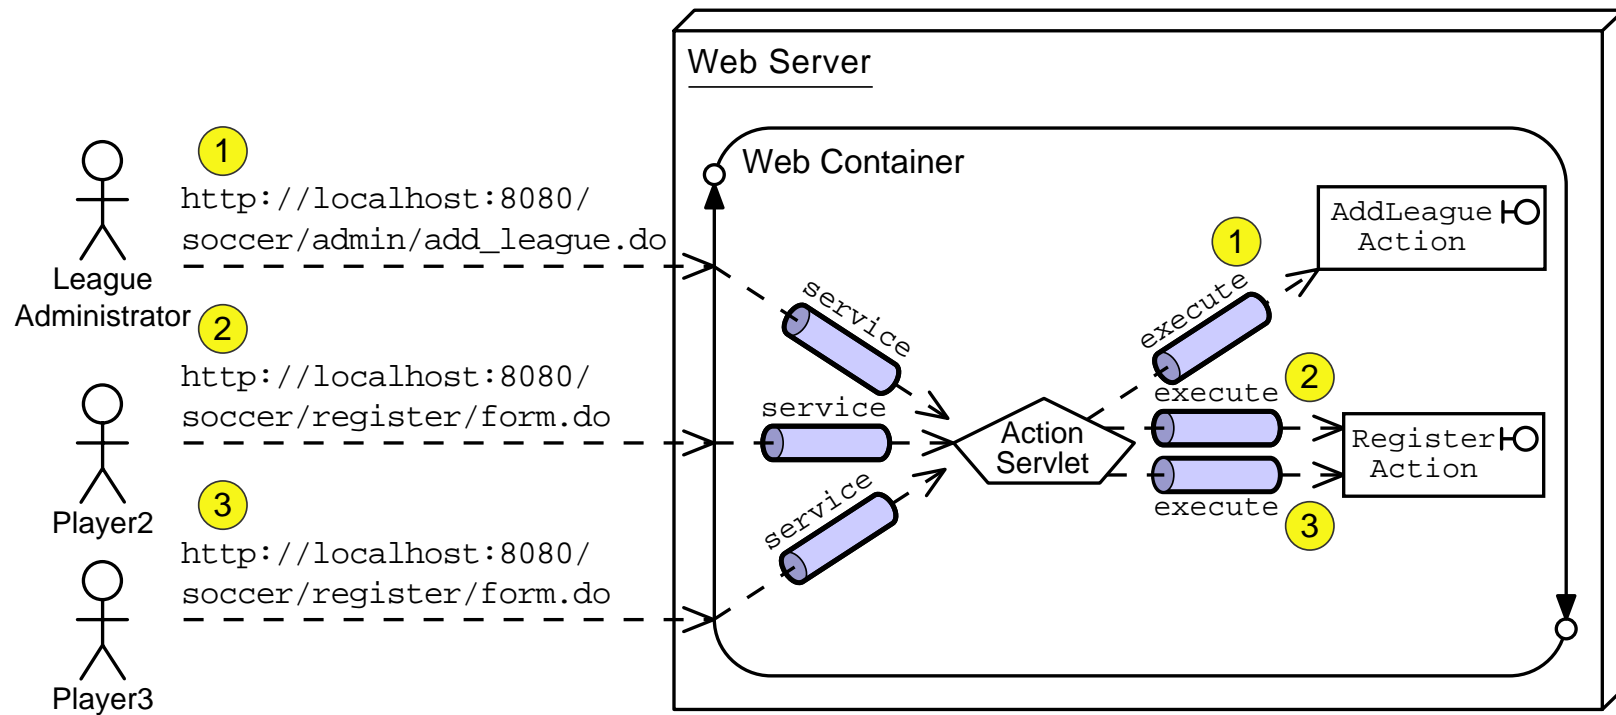 Web Server
Web Container
1
http://localhost:8080/
soccer/admin/add_league.do
League
Administrator
2
http://localhost:8080/
soccer/register/form.do
Player2
3
http://localhost:8080/
soccer/register/form.do
Player3
service
service
service
Action
Servlet
1
execute
execute
2
execute
3
AddLeague
Action
Register
Action